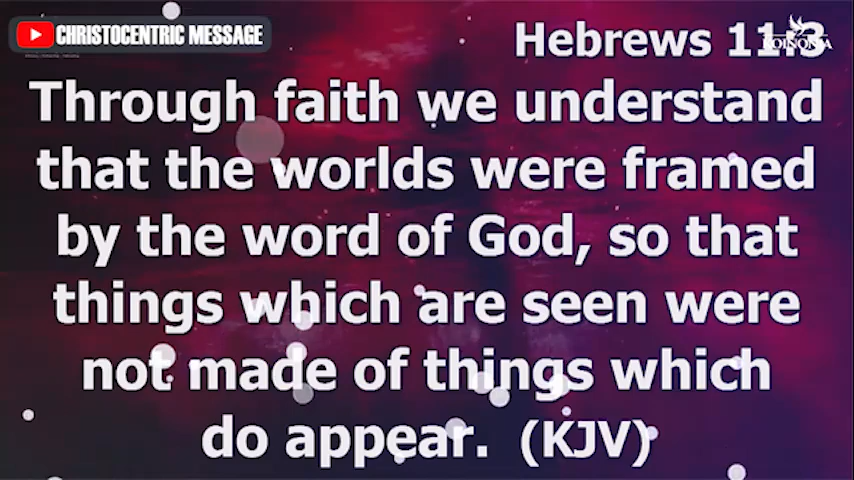 CHRISTOCENTRIC MESSAGE
Hebrews 11:3
KOINONIA
Through faith we understand
that the worlds were framed
by the word of God, so that
things which are seen were
not made of things which
do appear. (KJV)